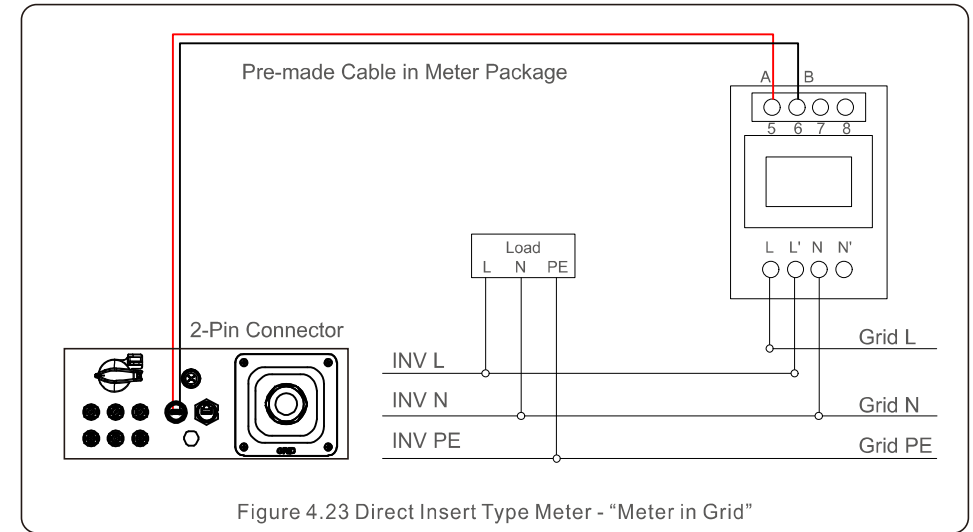 Pre-made Cable in Meter Package
A B
5 6 7 8
L L' N N'
Load
L N PE
2-Pin Connector
GRID
INV L
Grid L
INV N
Grid N
INV PE
Grid PE
Figure 4.23 Direct Insert Type Meter - “Meter in Grid”